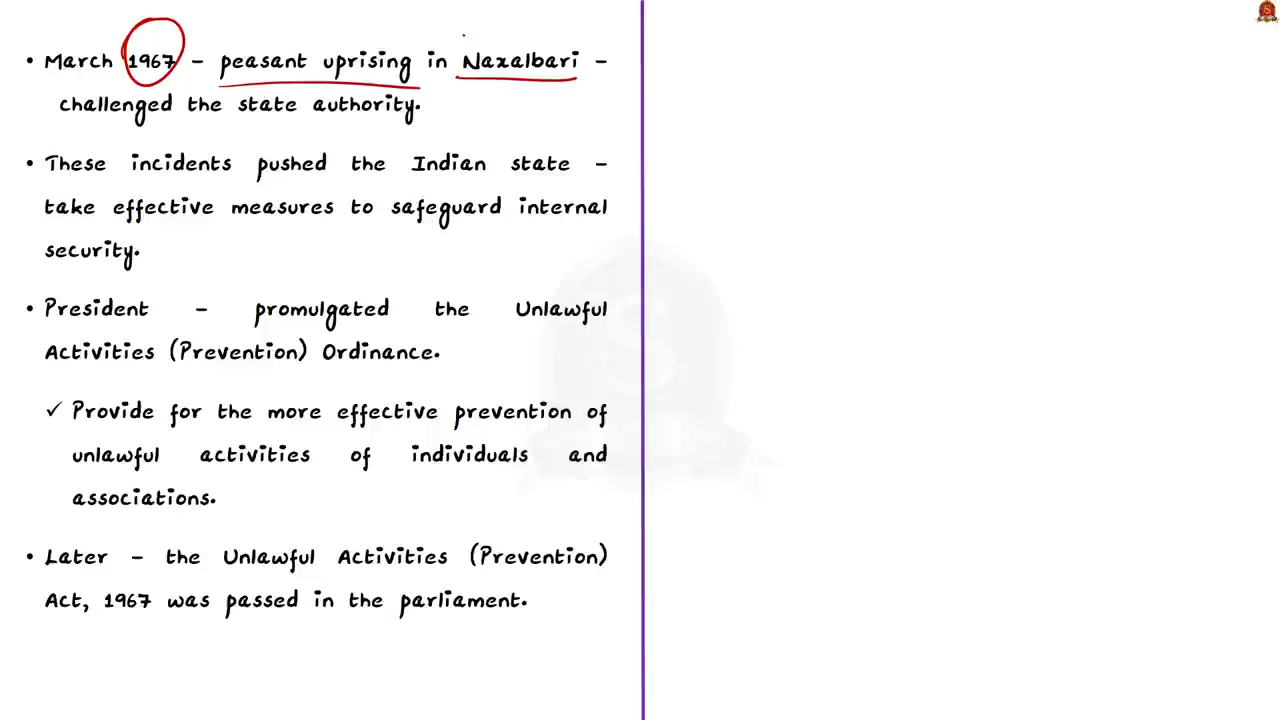 • March 1967 – peasant uprising in Naxalbari –
challenged the state authority.
• These incidents pushed the Indian state –
take effective measures to safeguard internal
security.
• President – promulgated the Unlawful
Activities (Prevention) Ordinance.
✓ Provide for the more effective prevention of
unlawful activities of individuals and
associations.
• Later – the Unlawful Activities (Prevention)
Act, 1967 was passed in the parliament.